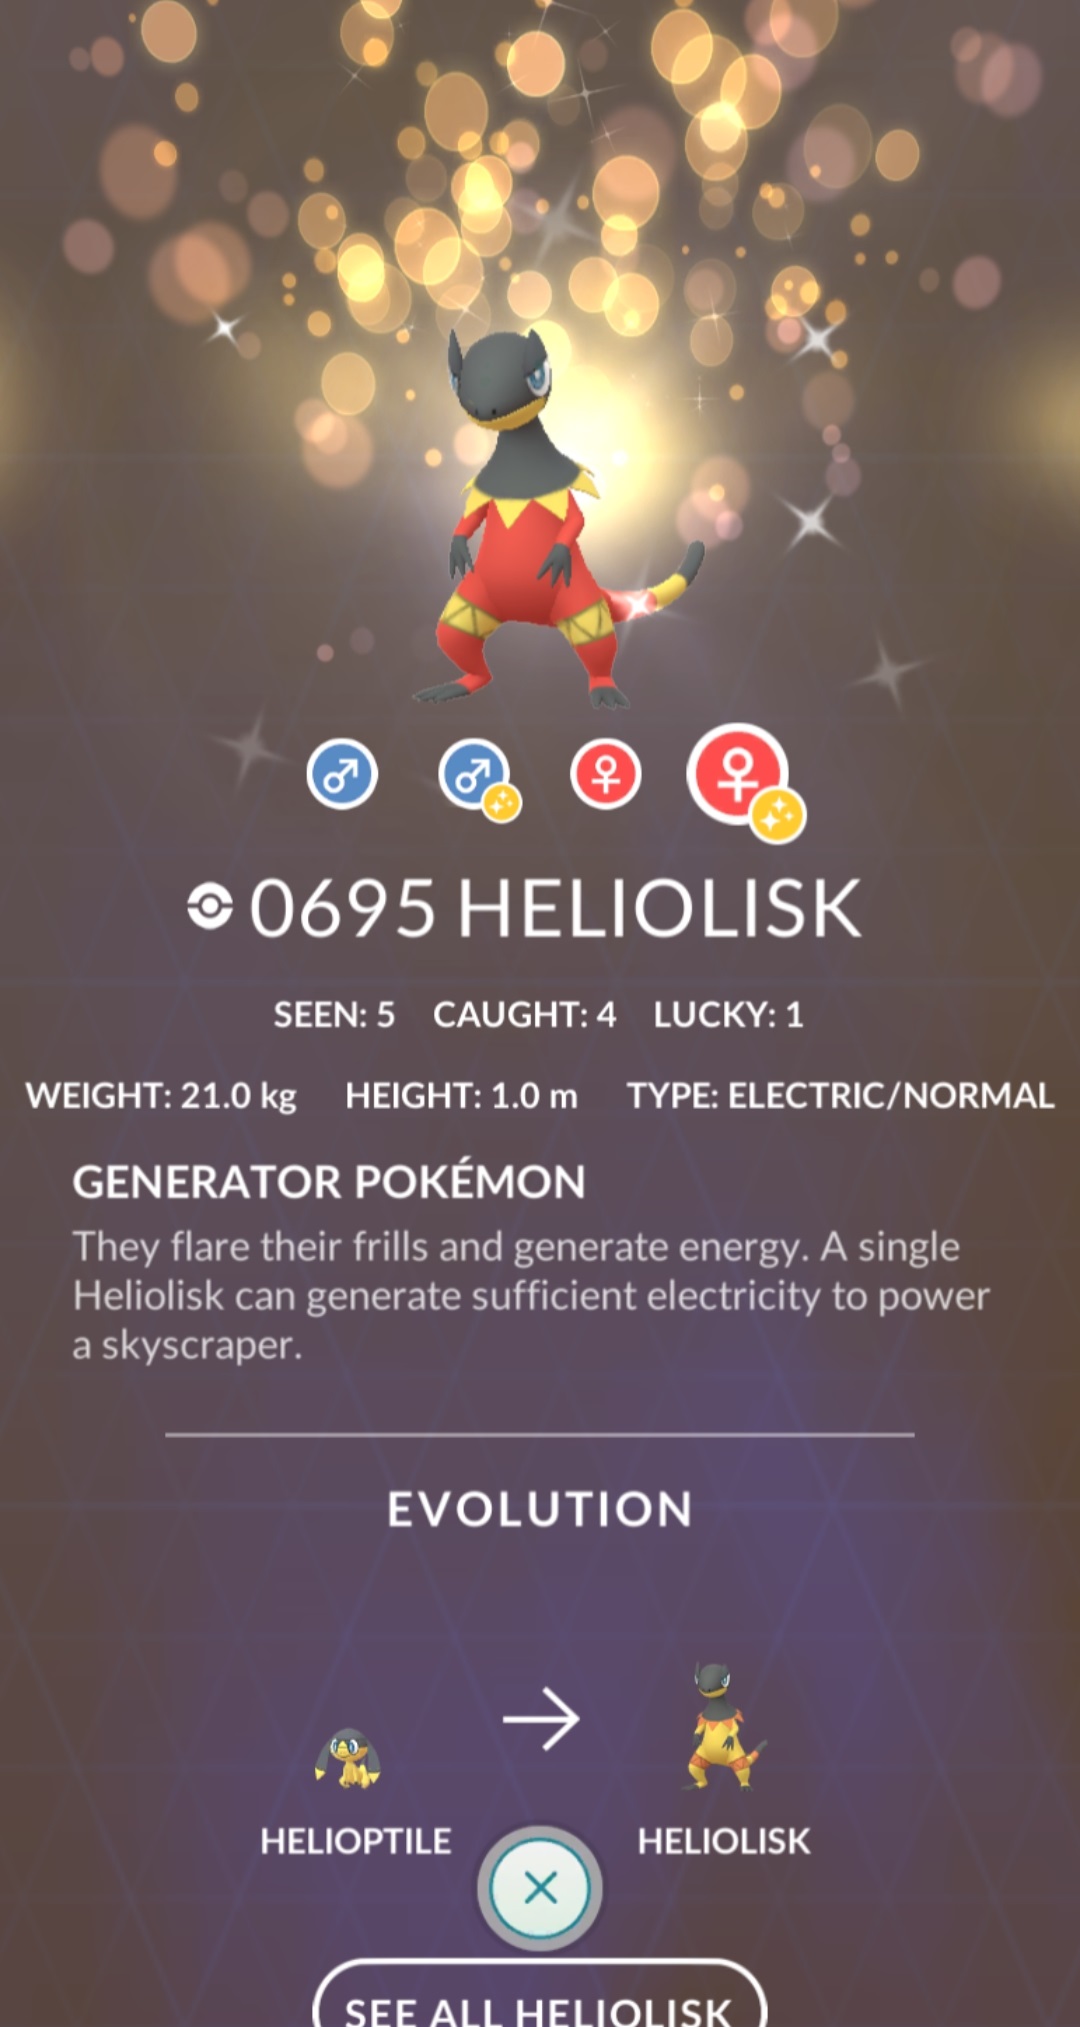 0695 HELIOLISK
SEEN: 5 CAUGHT: 4 LUCKY: 1
WEIGHT: 21.0 kg HEIGHT: 1.0 m TYPE: ELECTRIC/NORMAL
GENERATOR POKÉMON
They flare their frills and generate energy. A single
Heliolisk can generate sufficient electricity to power
a skyscraper.
EVOLUTION
HELIOPTILE HELIOLISK
SEE ALL HELIOLISK